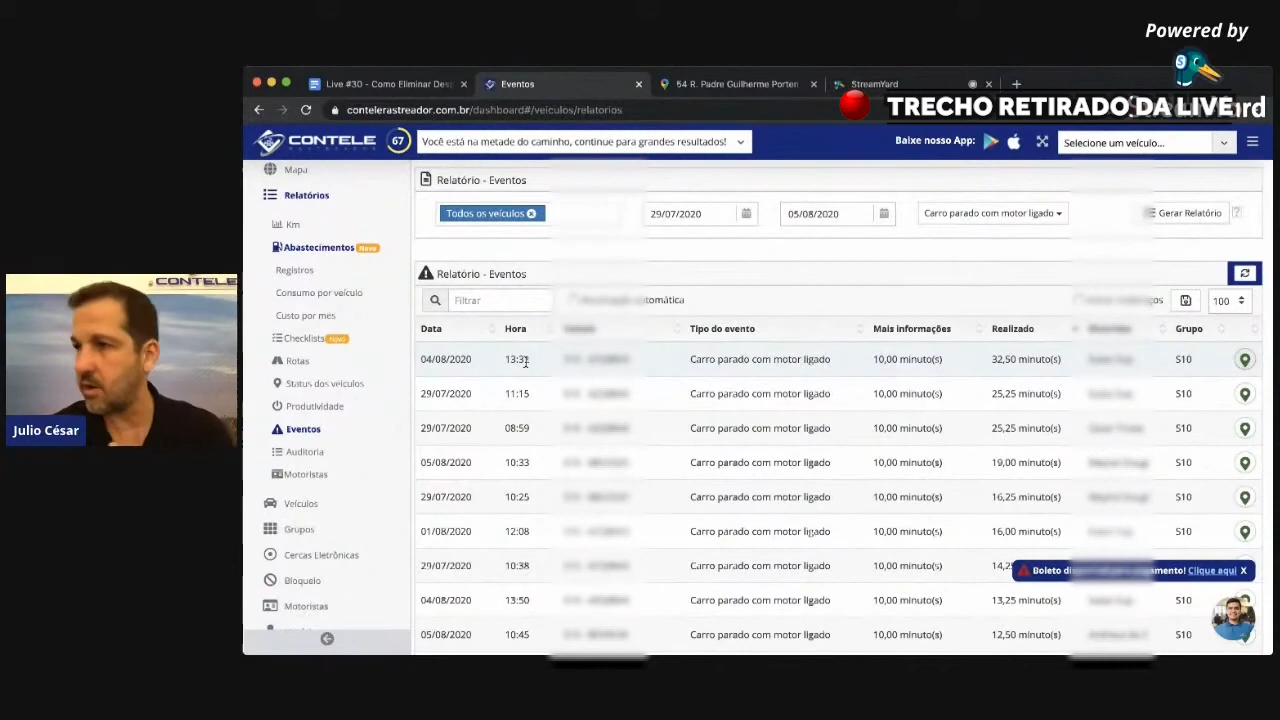 Powered by
TRECHO RETIRADO DA LIVE
Live #30 - Como Eliminar Desp
Eventos
54 R. Padre Guilherme Porten
StreamYard
contelerastreador.com.br/dashboard#/veiculos/relatorios
CONTELE
67
Você está na metade do caminho, continue para grandes resultados!
Baixe nosso App:
Selecione um veículo...
Mapa
Relatórios
Km
Abastecimentos Novo
Registros
Consumo por veículo
Custo por mês
Checklists Novo
Rotas
Status dos veículos
Produtividade
Eventos
Auditoria
Motoristas
Veículos
Grupos
Cercas Eletrônicas
Bloqueio
Motoristas
Relatório - Eventos
Todos os veículos
29/07/2020
05/08/2020
Carro parado com motor ligado
Gerar Relatório
Relatório - Eventos
Filtrar
100
Data Hora Tipo do evento Mais informações Realizado Grupo
04/08/2020 13:31 Carro parado com motor ligado 10,00 minuto(s) 32,50 minuto(s) S10
29/07/2020 11:15 Carro parado com motor ligado 10,00 minuto(s) 25,25 minuto(s) S10
29/07/2020 08:59 Carro parado com motor ligado 10,00 minuto(s) 25,25 minuto(s) S10
05/08/2020 10:33 Carro parado com motor ligado 10,00 minuto(s) 19,00 minuto(s) S10
29/07/2020 10:25 Carro parado com motor ligado 10,00 minuto(s) 16,25 minuto(s) S10
01/08/2020 12:08 Carro parado com motor ligado 10,00 minuto(s) 16,00 minuto(s) S10
29/07/2020 10:38 Carro parado com motor ligado 10,00 minuto(s)
04/08/2020 13:50 Carro parado com motor ligado 10,00 minuto(s) 13,25 minuto(s) S10
05/08/2020 10:45 Carro parado com motor ligado 10,00 minuto(s) 12,50 minuto(s) S10
Boleto Clique aqui X
CONTELE
Julio César